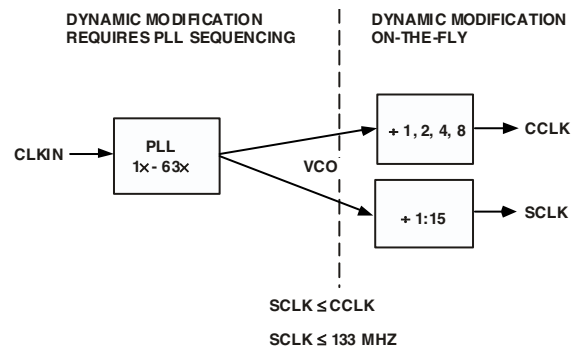 DYNAMIC MODIFICATION
REQUIRES PLL SEQUENCING
DYNAMIC MODIFICATION
ON-THE-FLY
CLKIN
PLL
1× - 63×
VCO
÷ 1, 2, 4, 8
CCLK
÷ 1:15
SCLK
SCLK ≤ CCLK
SCLK ≤ 133 MHZ